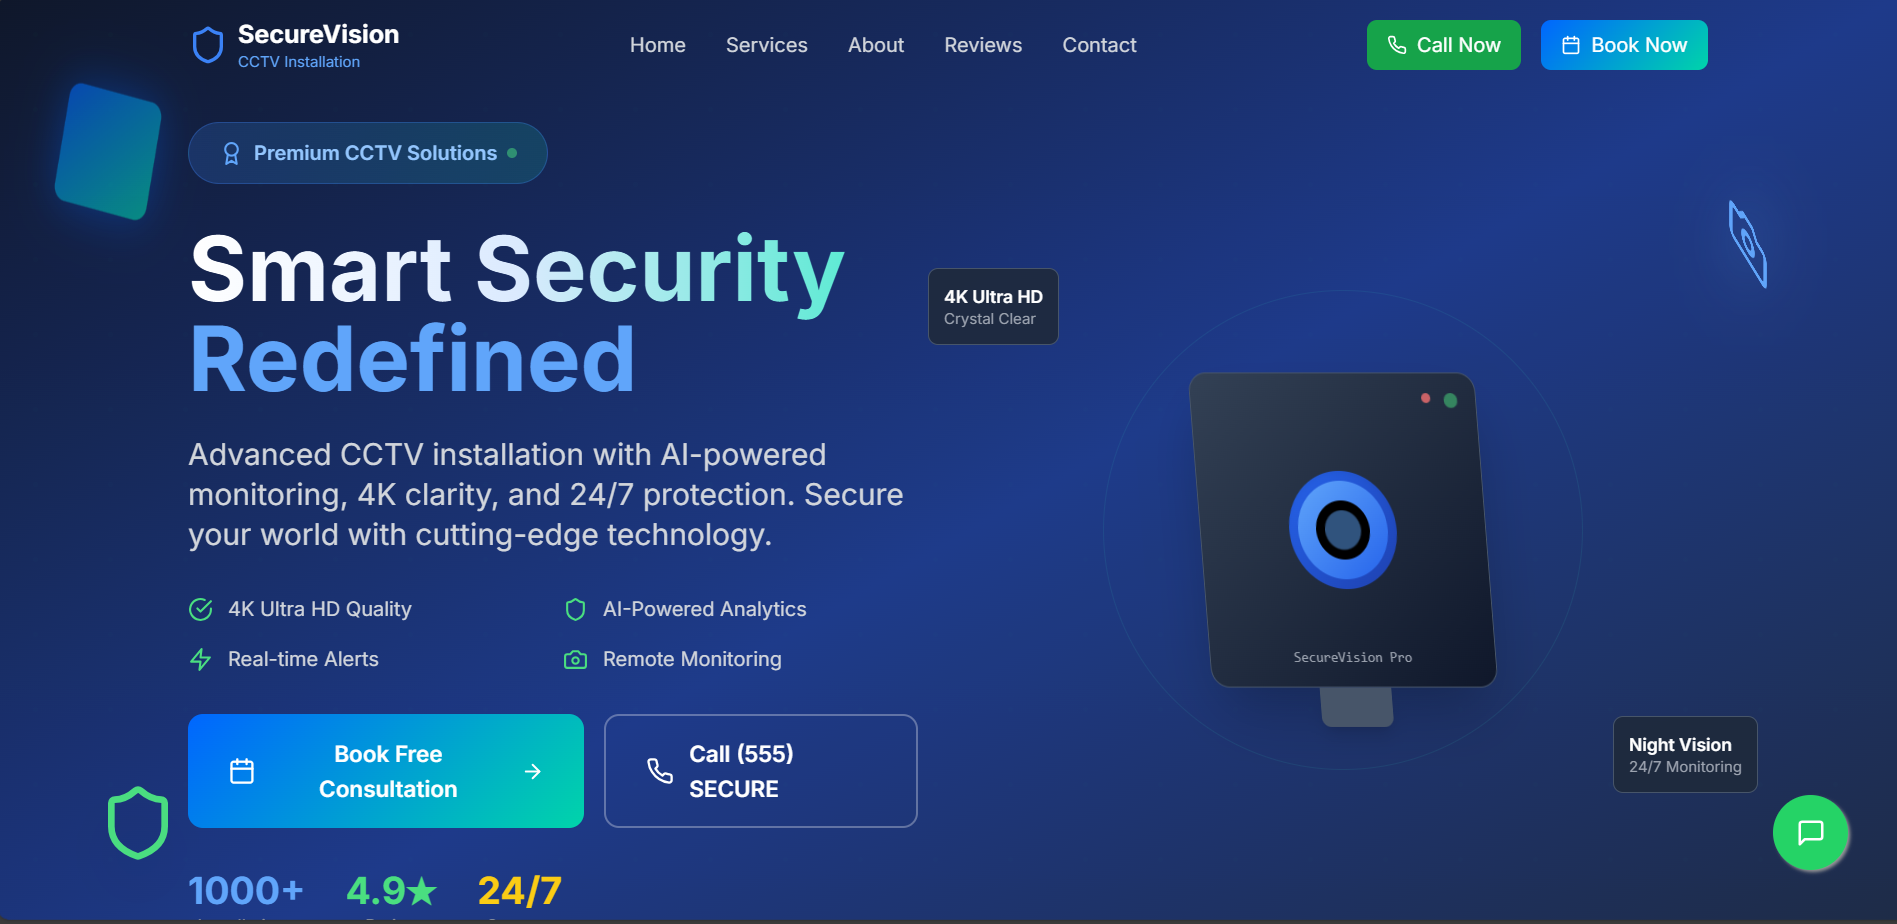 SecureVision
CCTV Installation
Home
Services
About
Reviews
Contact
Call Now
Book Now
Premium CCTV Solutions
Smart Security
Redefined
Advanced CCTV installation with AI-powered
monitoring, 4K clarity, and 24/7 protection. Secure
your world with cutting-edge technology.
4K Ultra HD Quality
AI-Powered Analytics
Real-time Alerts
Remote Monitoring
Book Free
Consultation
Call (555)
SECURE
1000+
4.9★
24/7
4K Ultra HD
Crystal Clear
SecureVision Pro
Night Vision
24/7 Monitoring